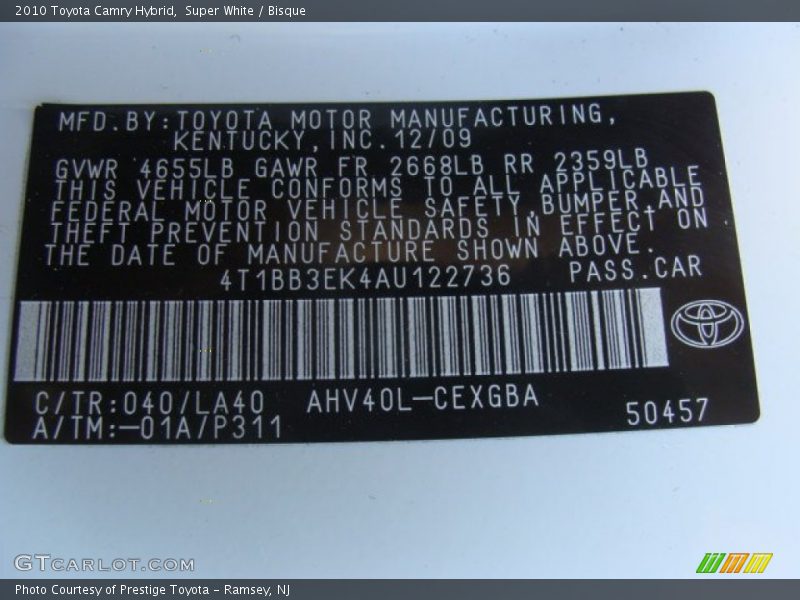 2010 Toyota Camry Hybrid,  Super White / Bisque
MFD.BY:TOYOTA MOTOR MANUFACTURING,
KENTUCKY,INC.12/09
GVWR 4655LB GAWR FR 2668LB RR 2359LB
THIS VEHICLE CONFORMS TO ALL APPLICABLE
FEDERAL MOTOR VEHICLE SAFETY,BUMPER,AND
THEFT PREVENTION STANDARDS IN EFFECT ON
THE DATE OF MANUFACTURE SHOWN ABOVE.
4T1BB3EK4AU122736 PASS.CAR
C/TR:040/LA40 AHV40L-CEXGBA
A/TM:-01A/P311 50457
GTCARLOT.COM
Photo Courtesy of Prestige Toyota - Ramsey, NJ